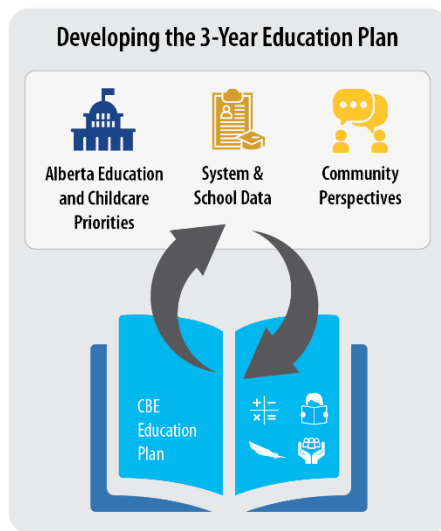 Developing the 3-Year Education Plan
Alberta Education
and Childcare
Priorities
System &
School Data
Community
Perspectives
CBE
Education
Plan
+ −
× =